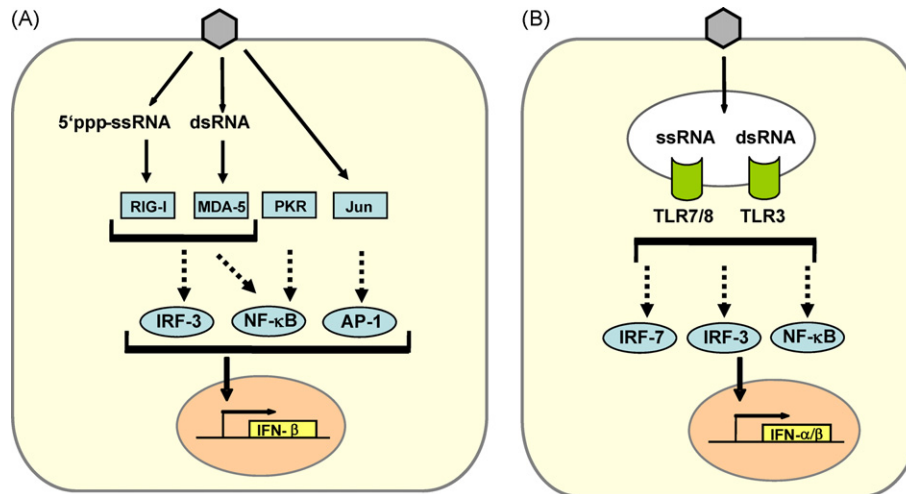 (A)
5'ppp-ssRNA dsRNA
RIG-I MDA-5 PKR Jun
IRF-3 NF-κB AP-1
IFN- β
(B)
ssRNA dsRNA
TLR7/8 TLR3
IRF-7 IRF-3 NF-κB
IFN-α/β